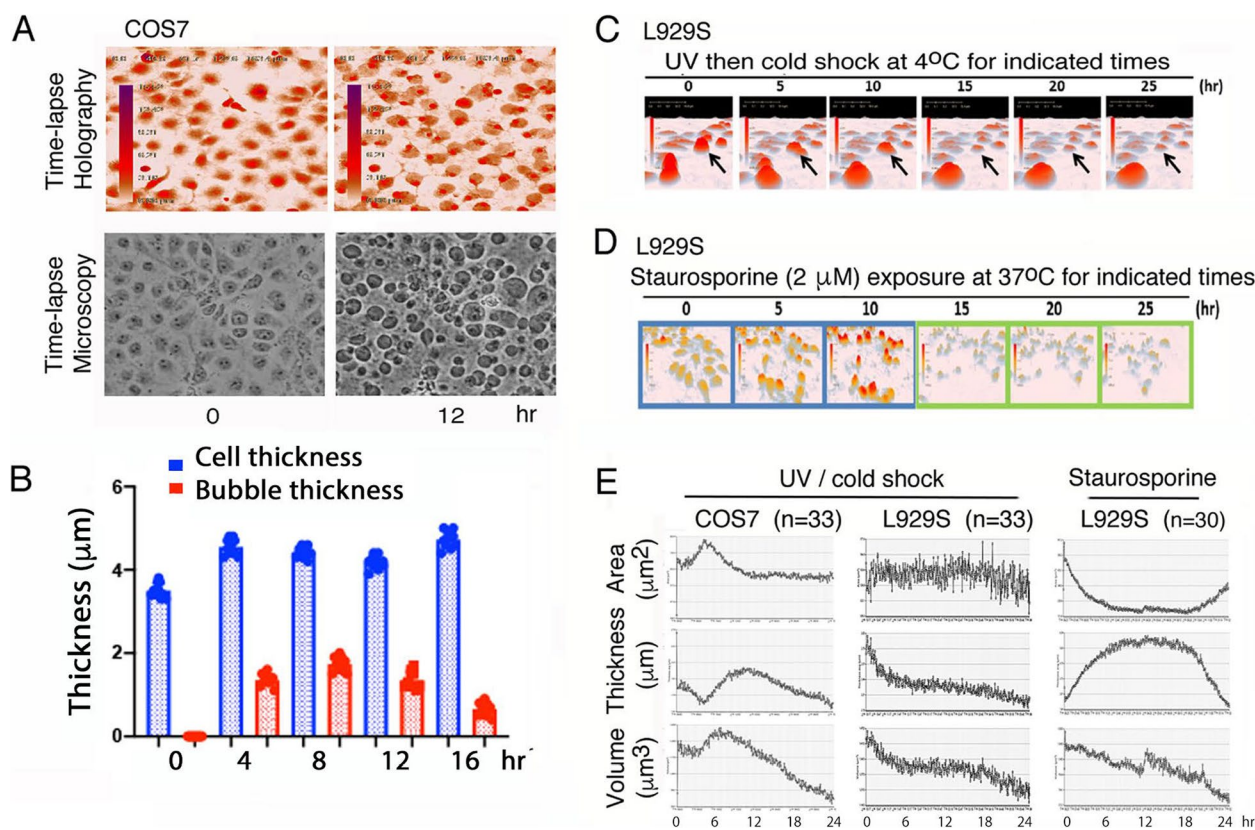 A
COS7
Time-lapse
Holography
Time-lapse
Microscopy
0
12
hr
B
Cell thickness
Bubble thickness
Thickness (μm)
6
4
2
0
0
4
8
12
16
hr
C
L929S
UV then cold shock at 4°C for indicated times
0
5
10
15
20
25
(hr)
D
L929S
Staurosporine (2 μM) exposure at 37°C for indicated times
0
5
10
15
20
25
(hr)
E
UV / cold shock
Staurosporine
COS7 (n=33)
L929S (n=33)
L929S (n=30)
Area
(μm2)
Thickness
(μm)
Volume
(μm3)
0 6 12 18 24
0 6 12 18 24
0 6 12 18 24 hr